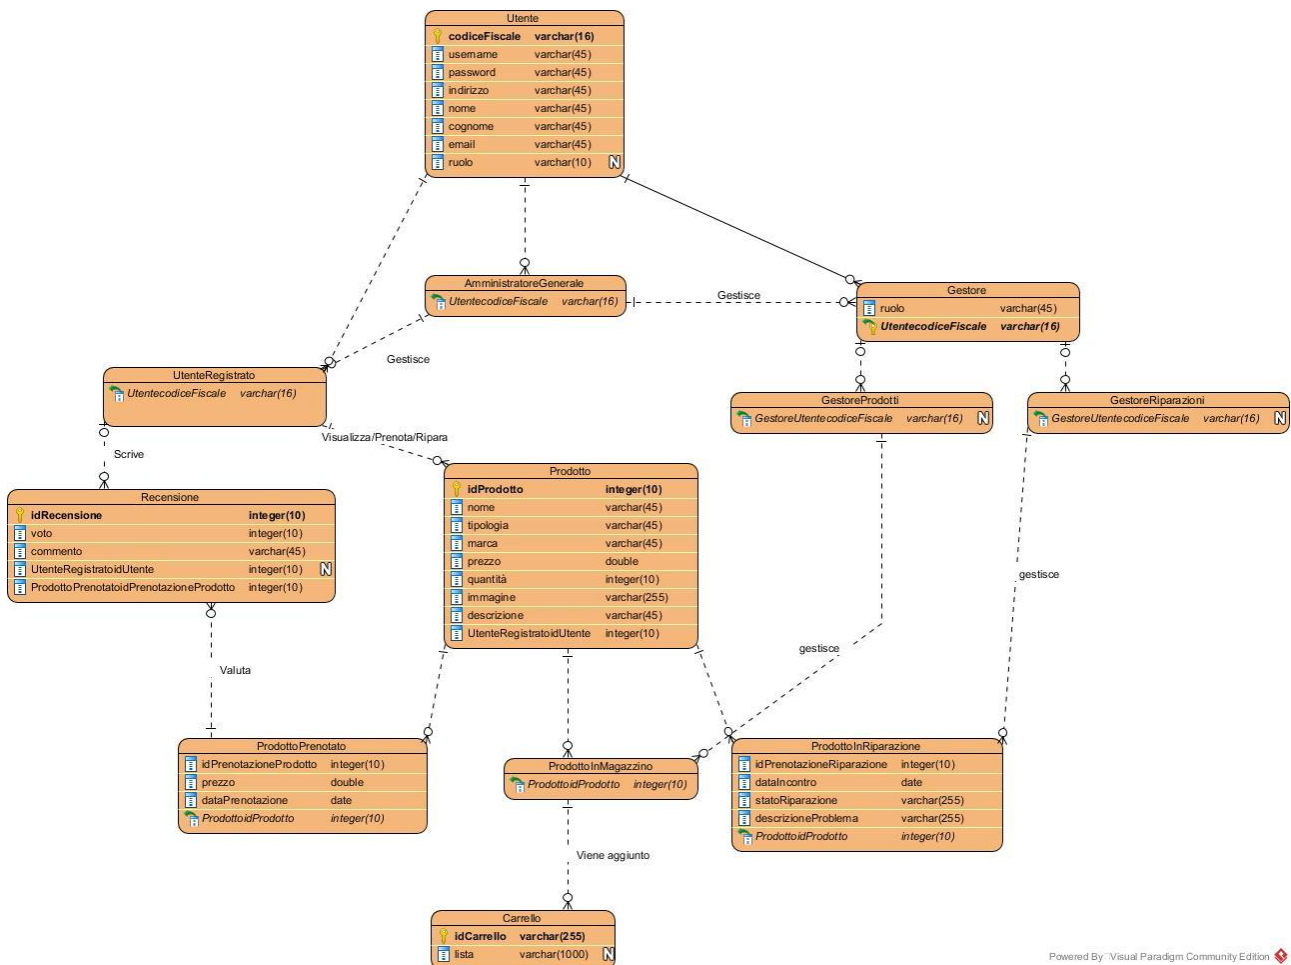 Utente
codiceFiscale varchar(16)
username varchar(45)
password varchar(45)
indirizzo varchar(45)
nome varchar(45)
cognome varchar(45)
email varchar(45)
ruolo varchar(10) N
AmministratoreGenerale
UtentecodiceFiscale varchar(16)
Gestisce
Gestore
ruolo varchar(45)
UtentecodiceFiscale varchar(16)
Gestisce
UtenteRegistrato
UtentecodiceFiscale varchar(16)
GestoreProdotti
GestoreUtentecodiceFiscale varchar(16) N
GestoreRiparazioni
GestoreUtentecodiceFiscale varchar(16) N
Visualizza/Prenota/Ripara
Scrive
Recensione
idRecensione integer(10)
voto integer(10)
commento varchar(45)
UtenteRegistratoidUtente integer(10) N
ProdottoPrenotatoidPrenotazioneProdotto integer(10)
Prodotto
idProdotto integer(10)
nome varchar(45)
tipologia varchar(45)
marca varchar(45)
prezzo double
quantità integer(10)
immagine varchar(255)
descrizione varchar(45)
UtenteRegistratoidUtente integer(10)
gestisce
gestisce
Valuta
ProdottoPrenotato
idPrenotazioneProdotto integer(10)
prezzo double
dataPrenotazione date
ProdottoidProdotto integer(10)
ProdottoInMagazzino
ProdottoidProdotto integer(10)
ProdottoInRiparazione
idPrenotazioneRiparazione integer(10)
dataIncontro date
statoRiparazione varchar(255)
descrizioneProblema varchar(255)
ProdottoidProdotto integer(10)
Viene aggiunto
Carrello
idCarrello varchar(255)
lista varchar(1000) N
Powered By Visual Paradigm Community Edition